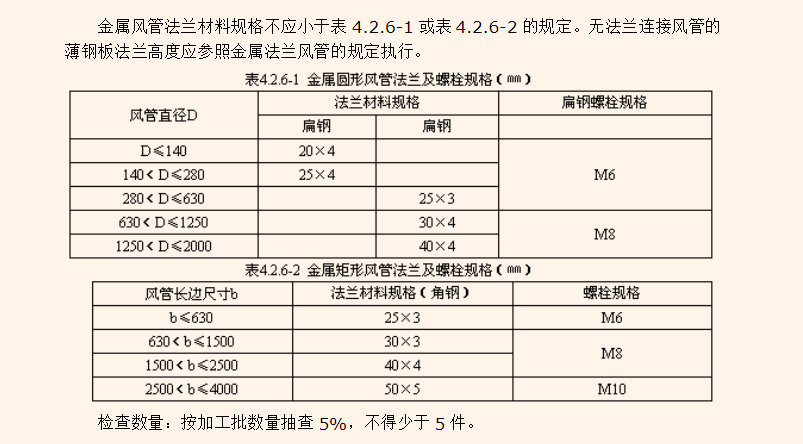 金属风管法兰材料规格不应小于表 4.2.6-1 或表 4.2.6-2 的规定。无法兰连接风管的
薄钢板法兰高度应参照金属法兰风管的规定执行。
表4.2.6-1 金属圆形风管法兰及螺栓规格(㎜)
风管直径D 法兰材料规格 扁钢螺栓规格
扁钢 扁钢
D≤140 20×4 M6
140<D≤280 25×4
280<D≤630 25×3
630<D≤1250 30×4 M8
1250<D≤2000 40×4
表4.2.6-2 金属矩形风管法兰及螺栓规格(㎜)
风管长边尺寸b 法兰材料规格(角钢) 螺栓规格
b≤630 25×3 M6
630<b≤1500 30×3 M8
1500<b≤2500 40×4
2500<b≤4000 50×5 M10
检查数量：按加工批数量抽查 5%，不得少于 5 件。